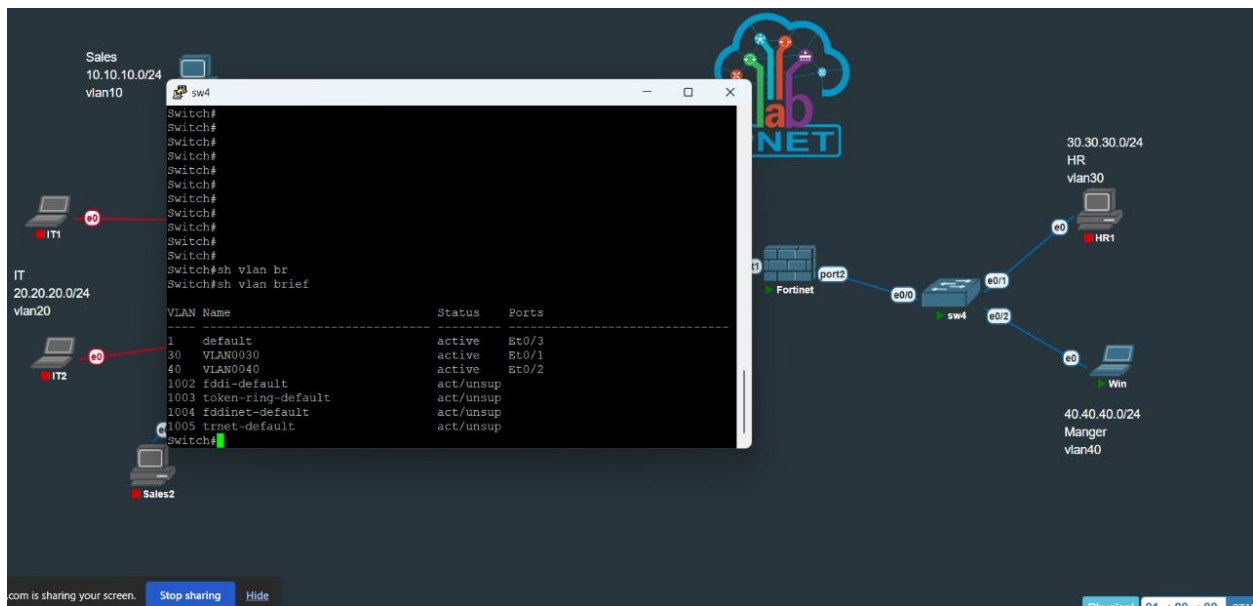 Sales
10.10.10.0/24
vlan10
sw4
Switch#
Switch#
Switch#
Switch#
Switch#
Switch#
Switch#
Switch#
Switch#
Switch#
Switch#
Switch#sh vlan br
Switch#sh vlan brief
VLAN Name Status Ports
---- -------------------------------- --------- -------------------------------
1 default active Et0/3
30 VLAN0030 active Et0/1
40 VLAN0040 active Et0/2
1002 fddi-default act/unsup
1003 token-ring-default act/unsup
1004 fddinet-default act/unsup
1005 trnet-default act/unsup
Switch#
lab
NET
30.30.30.0/24
HR
vlan30
e0
HR1
e0
IT1
IT
20.20.20.0/24
vlan20
e0
IT2
Sales2
port2
Fortinet
e0/0
e0/1
sw4
e0/2
e0
Win
40.40.40.0/24
Manger
vlan40
.com is sharing your screen.
Stop sharing
Hide